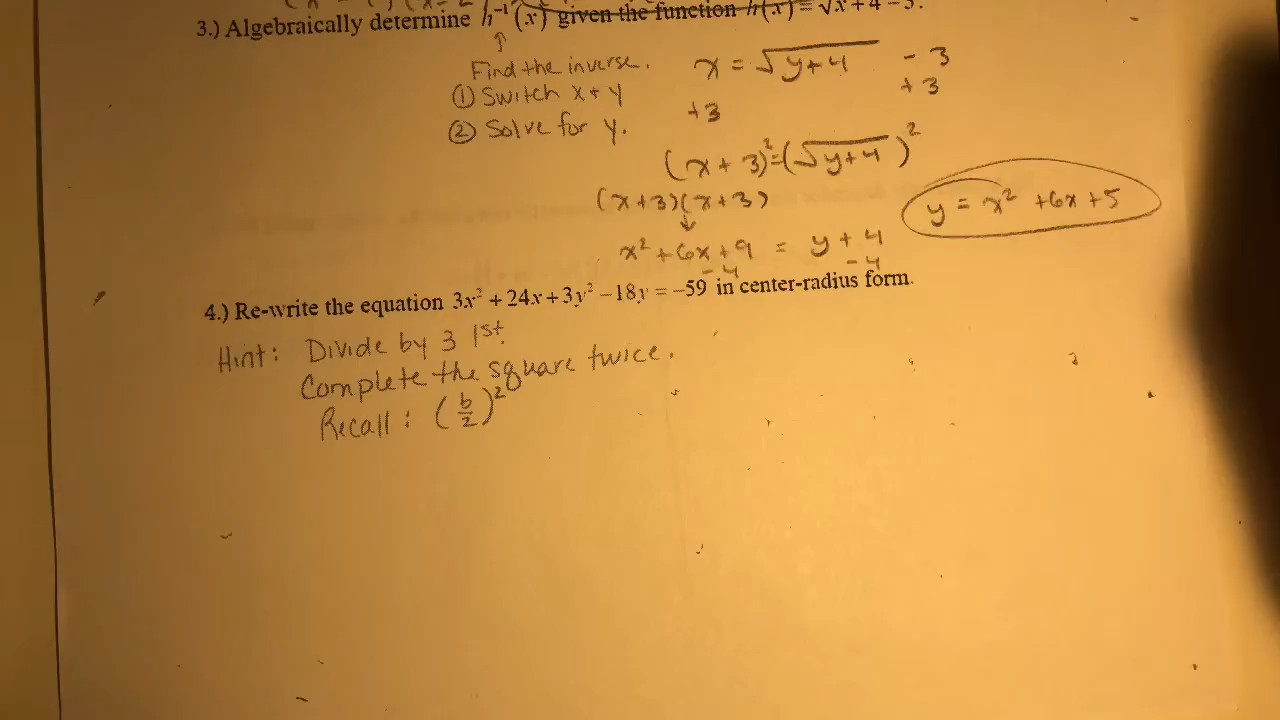 3.) Algebraically determine h⁻¹(x) given the function h(x) = √x + 4 − 3.
↑
Find the inverse.
x = √y+4 - 3
① Switch x + y
+3 +3
② Solve for y.
(x + 3)² = (√y+4)²
(x+3)(x+3)
y = x² + 6x + 5
↓
x² + 6x + 9 = y + 4
-4 -4
4.) Re-write the equation 3x² + 24x + 3y² − 18y = −59 in center-radius form.
Hint: Divide by 3 1st.
Complete the square twice.
Recall: (b/2)²